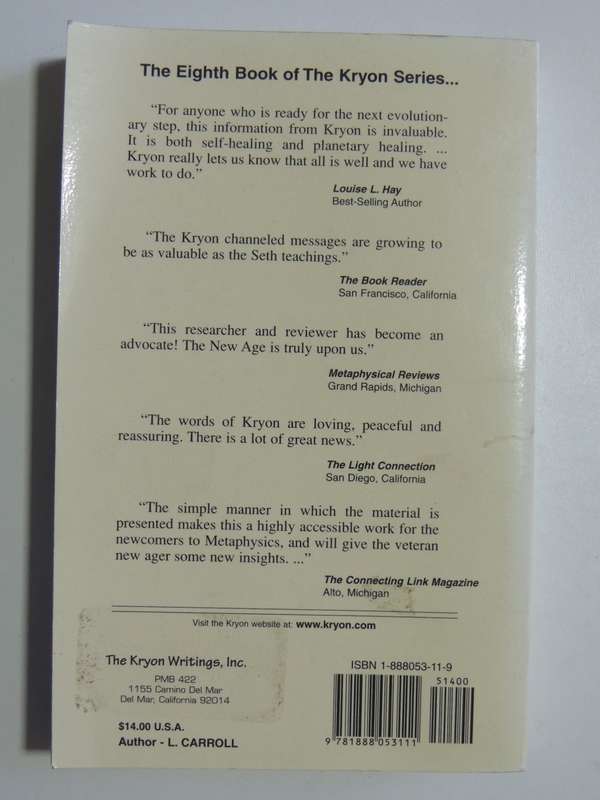 The Eighth Book of The Kryon Series...
“For anyone who is ready for the next evolution-
ary step, this information from Kryon is invaluable.
It is both self-healing and planetary healing. ...
Kryon really lets us know that all is well and we have
work to do.”
Louise L. Hay
Best-Selling Author
“The Kryon channeled messages are growing to
be as valuable as the Seth teachings.”
The Book Reader
San Francisco, California
“This researcher and reviewer has become an
advocate! The New Age is truly upon us.”
Metaphysical Reviews
Grand Rapids, Michigan
“The words of Kryon are loving, peaceful and
reassuring. There is a lot of great news.”
The Light Connection
San Diego, California
“The simple manner in which the material is
presented makes this a highly accessible work for the
newcomers to Metaphysics, and will give the veteran
new ager some new insights. ...”
The Connecting Link Magazine
Alto, Michigan
Visit the Kryon website at: www.kryon.com
The Kryon Writings, Inc.
PMB 422
1155 Camino Del Mar
Del Mar, California 92014
$14.00 U.S.A.
Author - L. CARROLL
ISBN 1-888053-11-9
51400
9 781888 053111